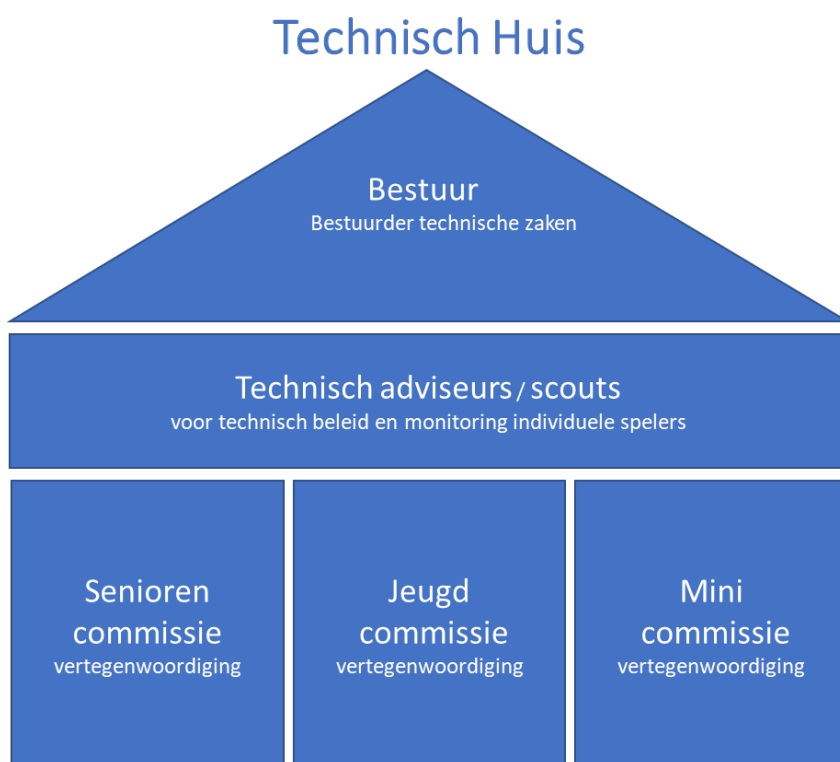 Technisch Huis
Bestuur
Bestuurder technische zaken
Technisch adviseurs / scouts
voor technisch beleid en monitoring individuele spelers
Senioren
commissie
vertegenwoordiging
Jeugd
commissie
vertegenwoordiging
Mini
commissie
vertegenwoordiging